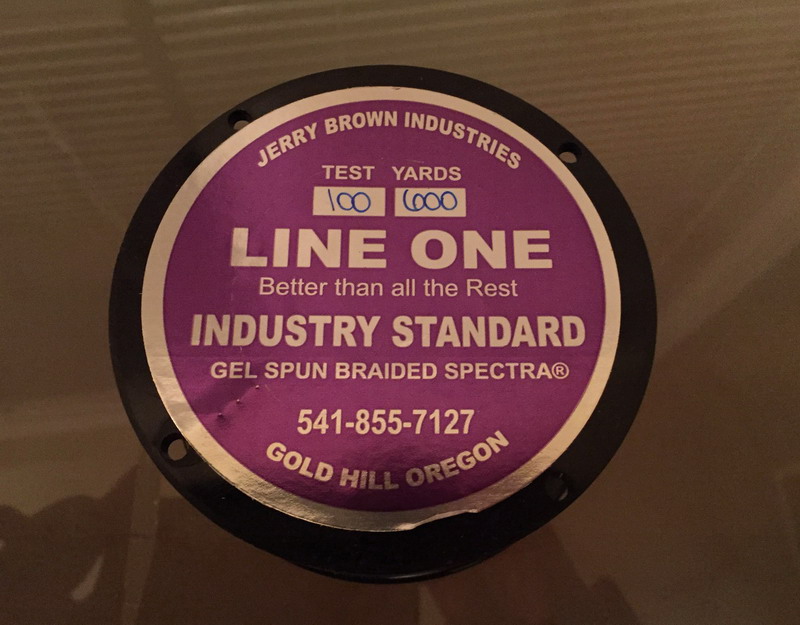 JERRY BROWN INDUSTRIES
TEST YARDS
100 600
LINE ONE
Better than all the Rest
INDUSTRY STANDARD
GEL SPUN BRAIDED SPECTRA®
541-855-7127
GOLD HILL OREGON